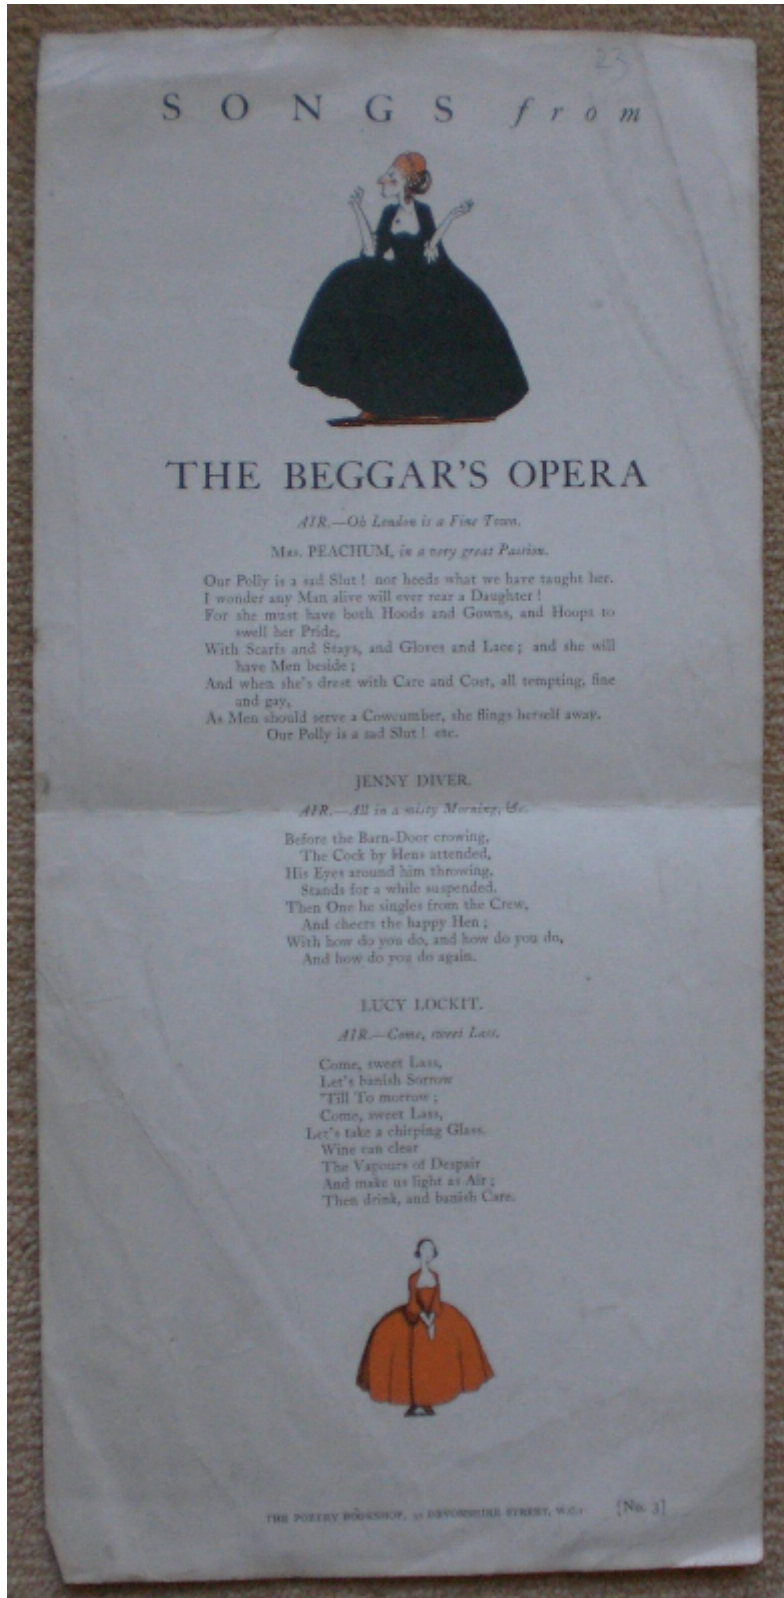 23
SONGS from
THE BEGGAR'S OPERA
AIR.—Oh London is a Fine Town.
Mrs. PEACHUM, in a very great Passion.
Our Polly is a sad Slut! nor heeds what we have taught her.
I wonder any Man alive will ever rear a Daughter!
For she must have both Hoods and Gowns, and Hoops to
swell her Pride,
With Scarfs and Stays, and Gloves and Lace; and she will
have Men beside;
And when she's drest with Care and Cost, all tempting, fine
and gay,
As Men should serve a Cowcumber, she flings herself away.
Our Polly is a sad Slut! etc.
JENNY DIVER.
AIR.—All in a misty Morning, &c.
Before the Barn-Door crowing,
The Cock by Hens attended,
His Eyes around him throwing,
Stands for a while suspended.
Then One he singles from the Crew,
And cheers the happy Hen;
With how do you do, and how do you do,
And how do you do again.
LUCY LOCKIT.
AIR.—Come, sweet Lass.
Come, sweet Lass,
Let's banish Sorrow
'Till To morrow;
Come, sweet Lass,
Let's take a chirping Glass.
Wine can clear
The Vapours of Despair
And make us light as Air;
Then drink, and banish Care.
THE POETRY BOOKSHOP, 35 DEVONSHIRE STREET, W.C.1 [No. 3]